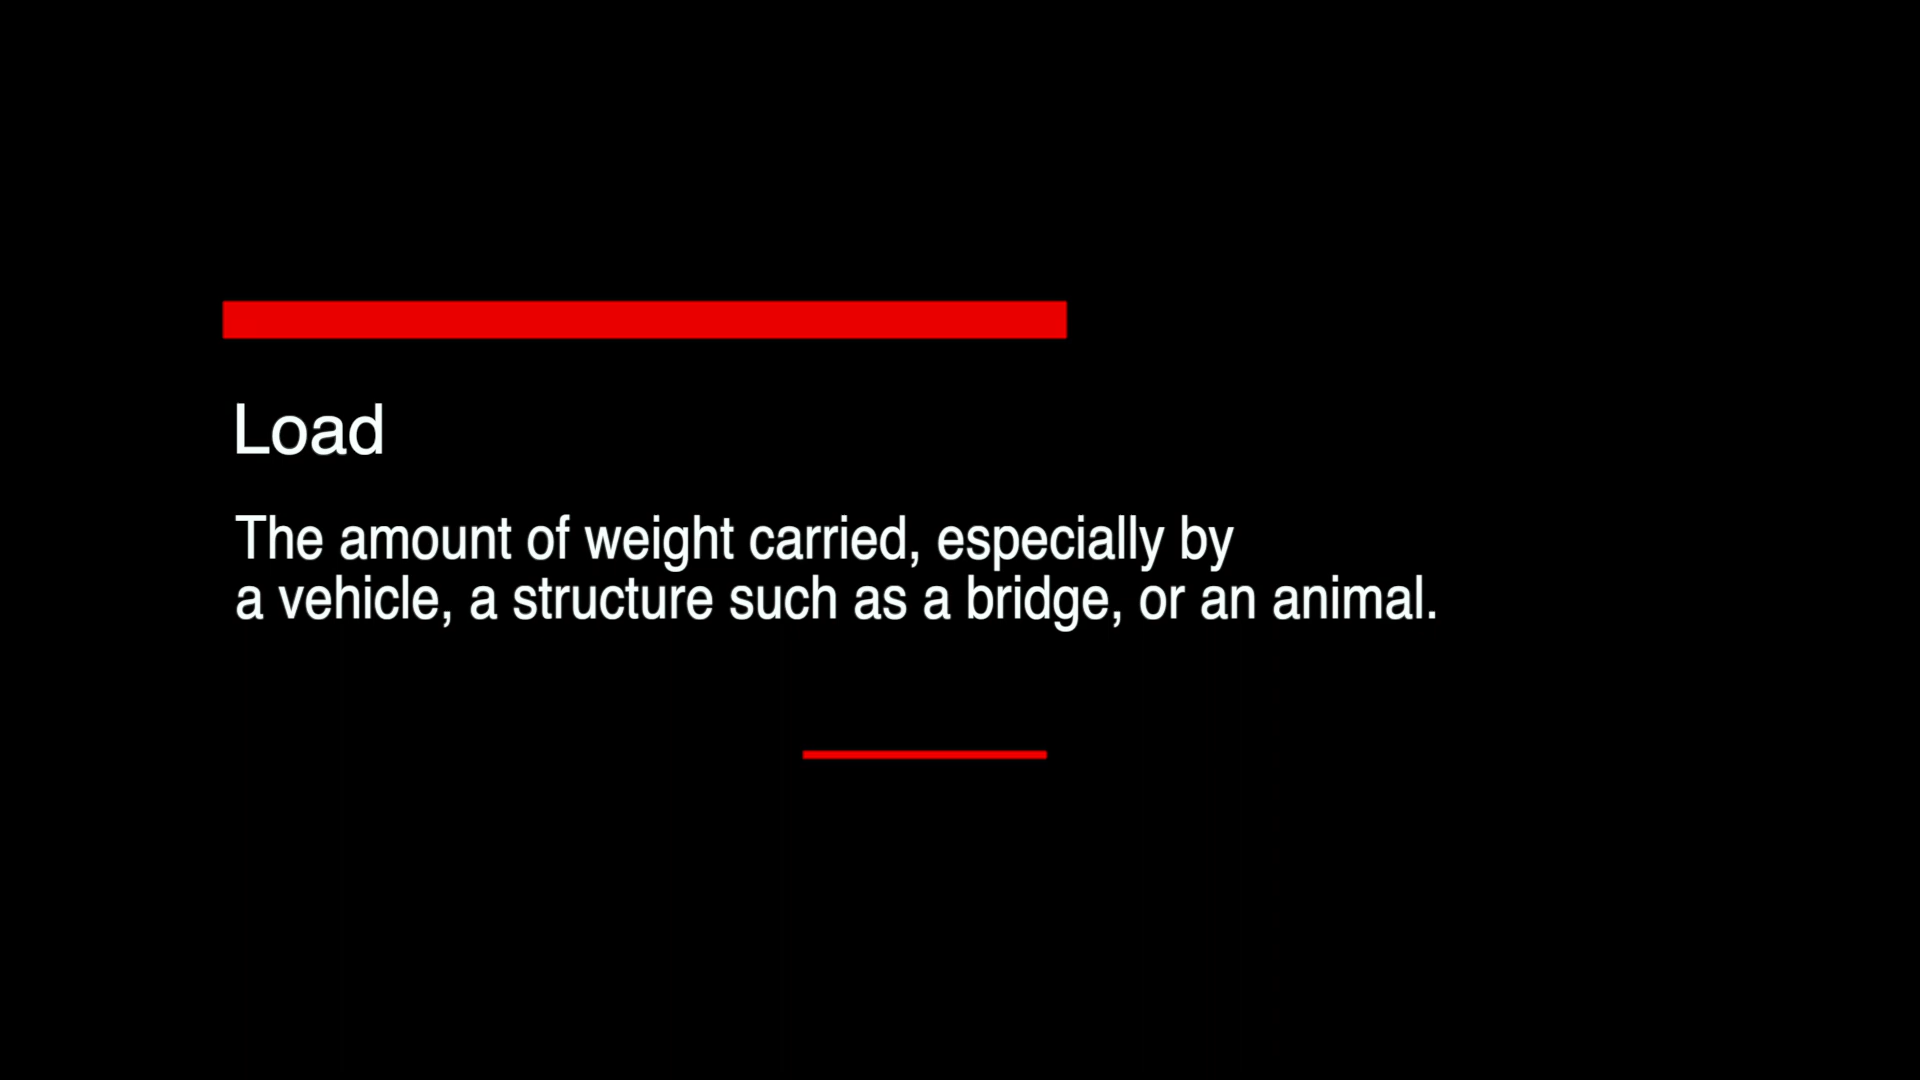 Load
The amount of weight carried, especially by
a vehicle, a structure such as a bridge, or an animal.